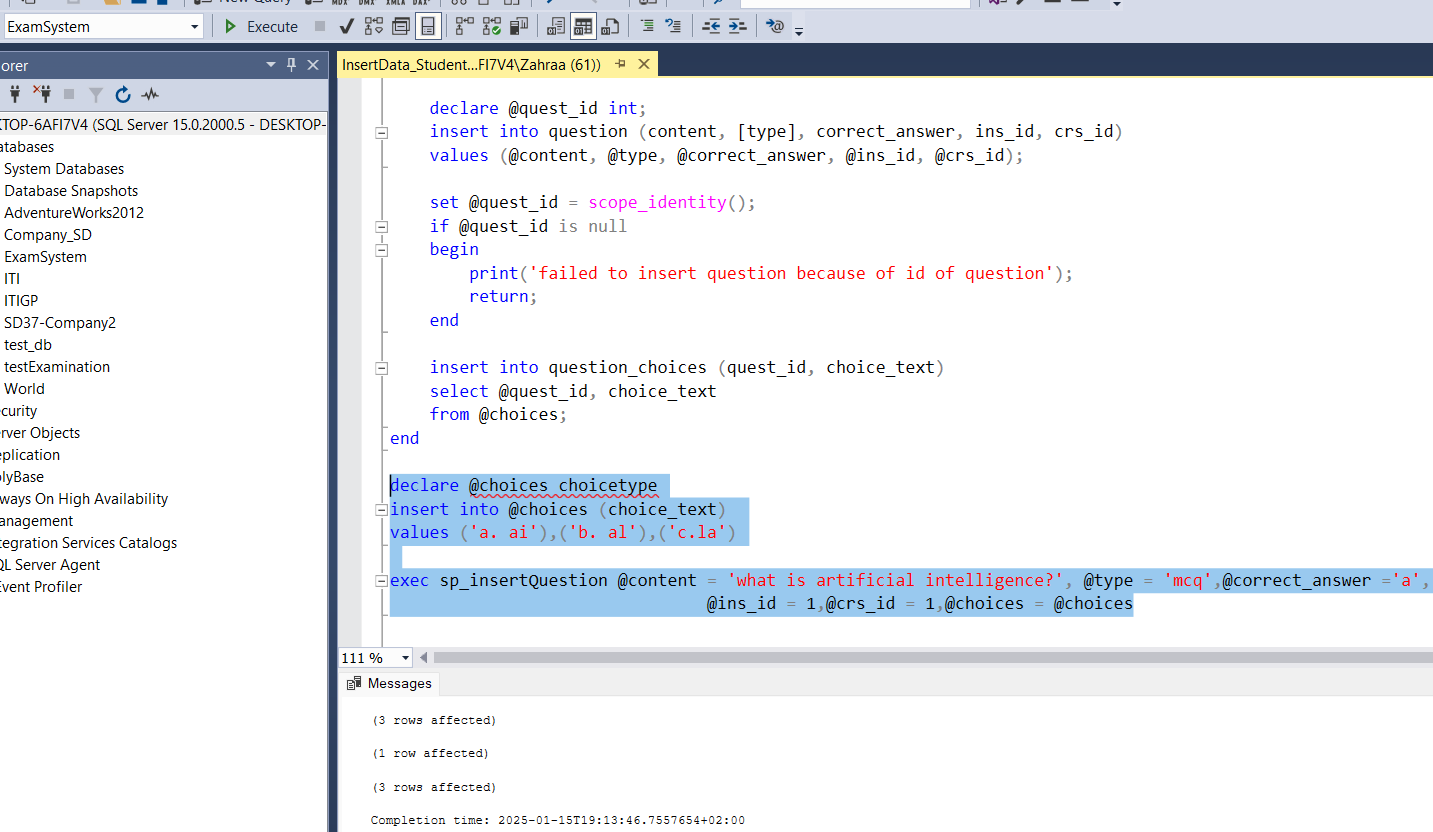 New Query MDX DMX XMLA DAX
ExamSystem Execute
orer InsertData_Student...FI7V4\Zahraa (61))
KTOP-6AFI7V4 (SQL Server 15.0.2000.5 - DESKTOP-
atabases
System Databases
Database Snapshots
AdventureWorks2012
Company_SD
ExamSystem
ITI
ITIGP
SD37-Company2
test_db
testExamination
World
ecurity
erver Objects
eplication
olyBase
ways On High Availability
anagement
tegration Services Catalogs
QL Server Agent
Event Profiler
declare @quest_id int;
insert into question (content, [type], correct_answer, ins_id, crs_id)
values (@content, @type, @correct_answer, @ins_id, @crs_id);
set @quest_id = scope_identity();
if @quest_id is null
begin
print('failed to insert question because of id of question');
return;
end
insert into question_choices (quest_id, choice_text)
select @quest_id, choice_text
from @choices;
end
declare @choices choicetype
insert into @choices (choice_text)
values ('a. ai'),('b. al'),('c.la')
exec sp_insertQuestion @content = 'what is artificial intelligence?', @type = 'mcq',@correct_answer ='a',
@ins_id = 1,@crs_id = 1,@choices = @choices
111 %
Messages
(3 rows affected)
(1 row affected)
(3 rows affected)
Completion time: 2025-01-15T19:13:46.7557654+02:00